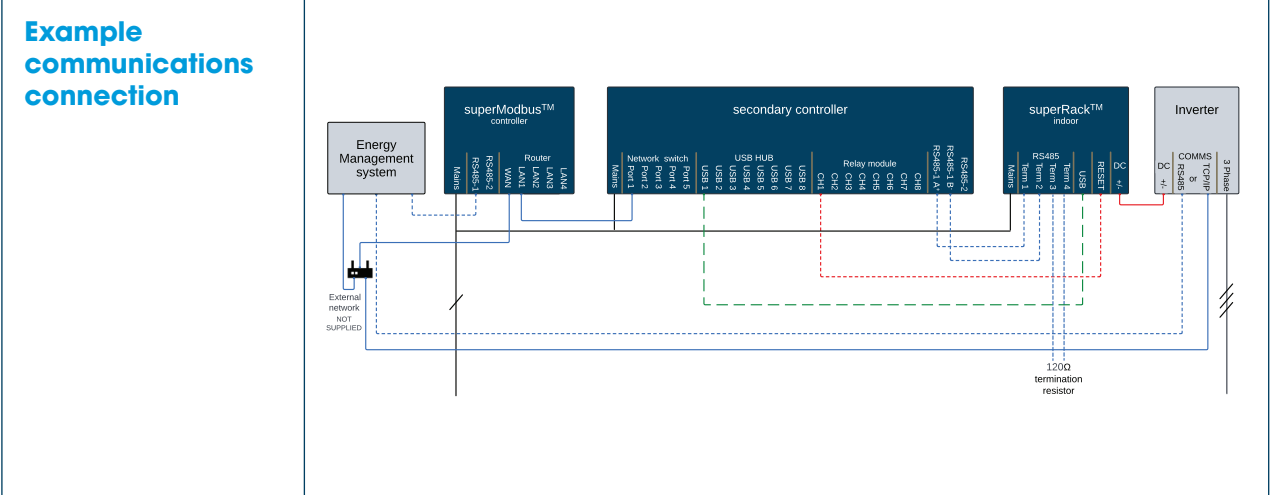 Example
communications
connection
superModbus™
controller
secondary controller
superRack™
indoor
Inverter
Energy
Management
system
Mains
RS485-1
RS485-2
Router
WAN
LAN1
LAN2
LAN3
LAN4
Mains
Network switch
Port 1
Port 2
Port 3
Port 4
Port 5
USB HUB
USB 1
USB 2
USB 3
USB 4
USB 5
USB 6
USB 7
USB 8
Relay module
CH1
CH2
CH3
CH4
CH5
CH6
CH7
CH8
RS485-1 A+
RS485-1 B-
RS485-2
Mains
RS485
Term 1
Term 2
Term 3
Term 4
USB
RESET
DC
+/-
DC
+/-
COMMS
RS485
or
TCP/IP
3 Phase
External
network
NOT
SUPPLIED
120Ω
termination
resistor